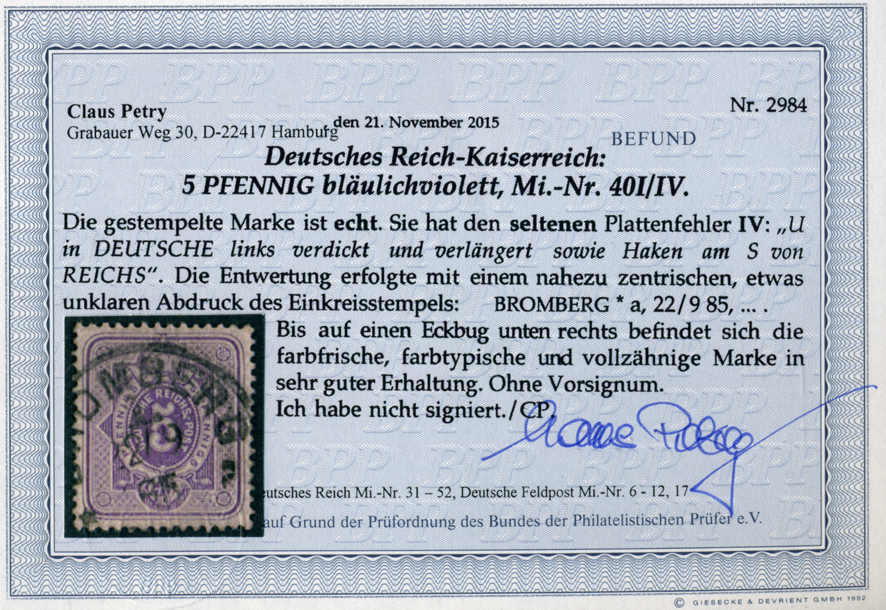 Claus Petry
Grabauer Weg 30, D-22417 Hamburg
den 21. November 2015
Nr. 2984
BEFUND
Deutsches Reich-Kaiserreich:
5 PFENNIG bläulichviolett, Mi.-Nr. 40I/IV.
Die gestempelte Marke ist echt. Sie hat den seltenen Plattenfehler IV: „U
in DEUTSCHE links verdickt und verlängert sowie Haken am S von
REICHS“. Die Entwertung erfolgte mit einem nahezu zentrischen, etwas
unklaren Abdruck des Einkreisstempels: BROMBERG * a, 22/9 85, ... .
Bis auf einen Eckbug unten rechts befindet sich die
farbfrische, farbtypische und vollzähnige Marke in
sehr guter Erhaltung. Ohne Vorsignum.
Ich habe nicht signiert./CP.
eutsches Reich Mi.-Nr. 31 – 52, Deutsche Feldpost Mi.-Nr. 6 - 12, 17
auf Grund der Prüfordnung des Bundes der Philatelistischen Prüfer e.V.
© GIESECKE & DEVRIENT GMBH 1992